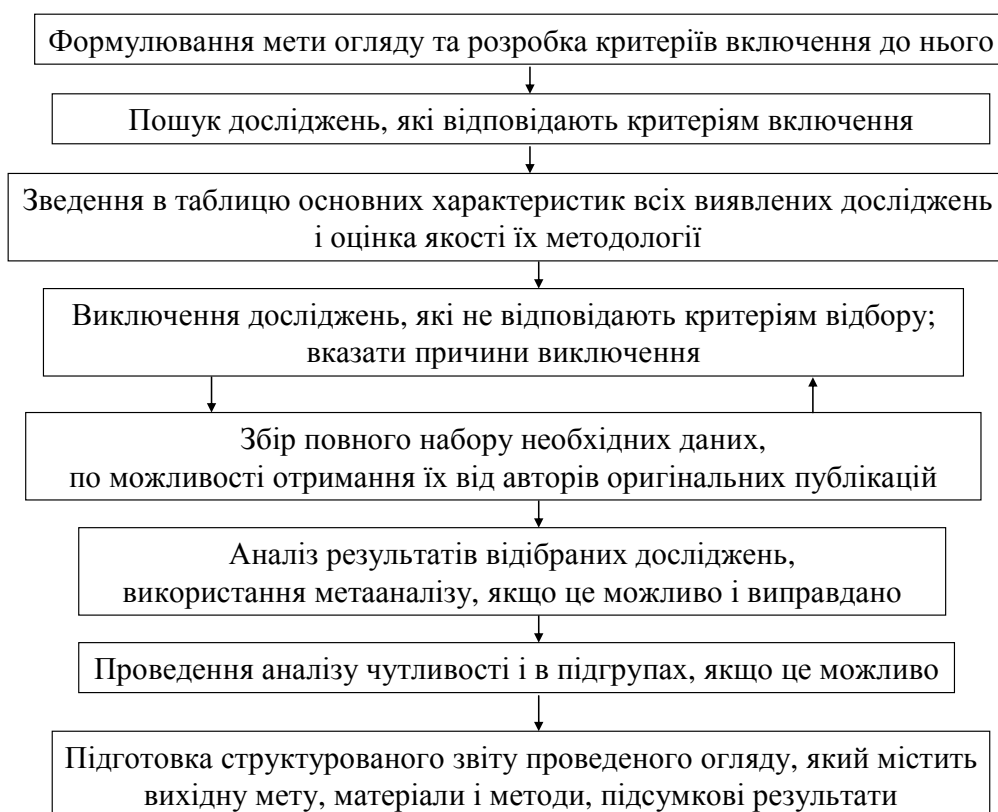 Формулювання мети огляду та розробка критеріїв включення до нього
Пошук досліджень, які відповідають критеріям включення
Зведення в таблицю основних характеристик всіх виявлених досліджень
і оцінка якості їх методології
Виключення досліджень, які не відповідають критеріям відбору;
вказати причини виключення
Збір повного набору необхідних даних,
по можливості отримання їх від авторів оригінальних публікацій
Аналіз результатів відібраних досліджень,
використання метааналізу, якщо це можливо і виправдано
Проведення аналізу чутливості і в підгрупах, якщо це можливо
Підготовка структурованого звіту проведеного огляду, який містить
вихідну мету, матеріали і методи, підсумкові результати